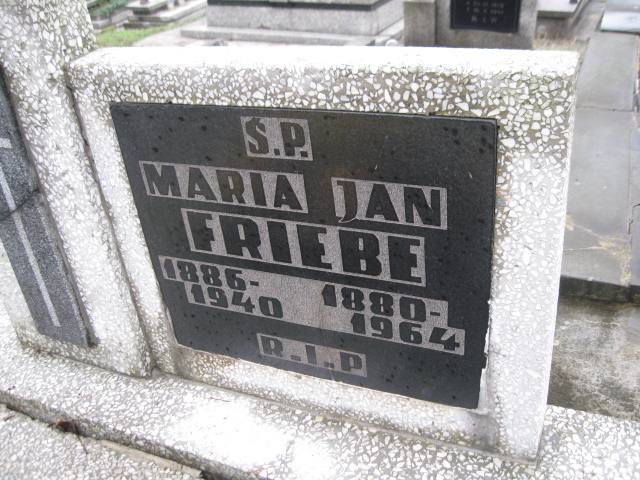 Ś.P.
MARIA JAN
FRIEBE
1886- 1880-
1940 1964
R.I.P
R.I.P